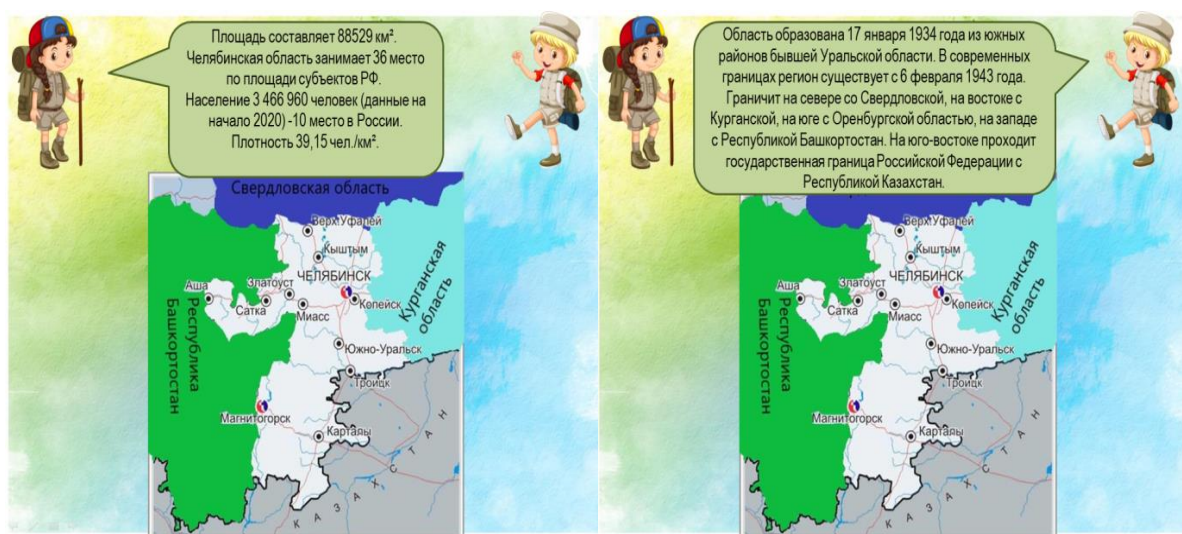 Площадь составляет 88529 км².
Челябинская область занимает 36 место
по площади субъектов РФ.
Население 3 466 960 человек (данные на
начало 2020) -10 место в России.
Плотность 39,15 чел./км².
Свердловская область
Верх.Уфалей
Кыштым
ЧЕЛЯБИНСК
Златоуст
Аша
Сатка
Миасс
Копейск
Курганская
область
Республика
Башкортостан
Южно-Уральск
Троицк
Магнитогорск
Карталы
КАЗАХСТАН
Область образована 17 января 1934 года из южных
районов бывшей Уральской области. В современных
границах регион существует с 6 февраля 1943 года.
Граничит на севере со Свердловской, на востоке с
Курганской, на юге с Оренбургской областью, на западе
с Республикой Башкортостан. На юго-востоке проходит
государственная граница Российской Федерации с
Республикой Казахстан.
Верх.Уфалей
Кыштым
ЧЕЛЯБИНСК
Златоуст
Аша
Сатка
Миасс
Копейск
Курганская
область
Республика
Башкортостан
Южно-Уральск
Троицк
Магнитогорск
Карталы
КАЗАХСТАН